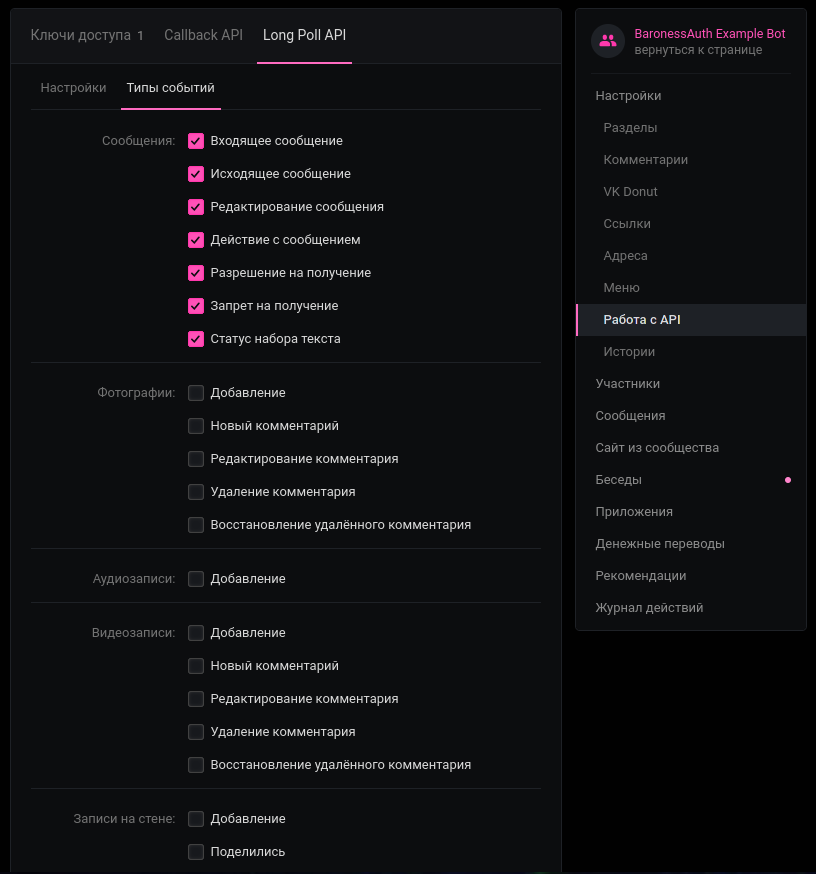 Ключи доступа 1 Callback API Long Poll API
Настройки Типы событий
Сообщения: Входящее сообщение
Исходящее сообщение
Редактирование сообщения
Действие с сообщением
Разрешение на получение
Запрет на получение
Статус набора текста
Фотографии: Добавление
Новый комментарий
Редактирование комментария
Удаление комментария
Восстановление удалённого комментария
Аудиозаписи: Добавление
Видеозаписи: Добавление
Новый комментарий
Редактирование комментария
Удаление комментария
Восстановление удалённого комментария
Записи на стене: Добавление
Поделились
BaronessAuth Example Bot
вернуться к странице
Настройки
Разделы
Комментарии
VK Donut
Ссылки
Адреса
Меню
Работа с API
Истории
Участники
Сообщения
Сайт из сообщества
Беседы
Приложения
Денежные переводы
Рекомендации
Журнал действий